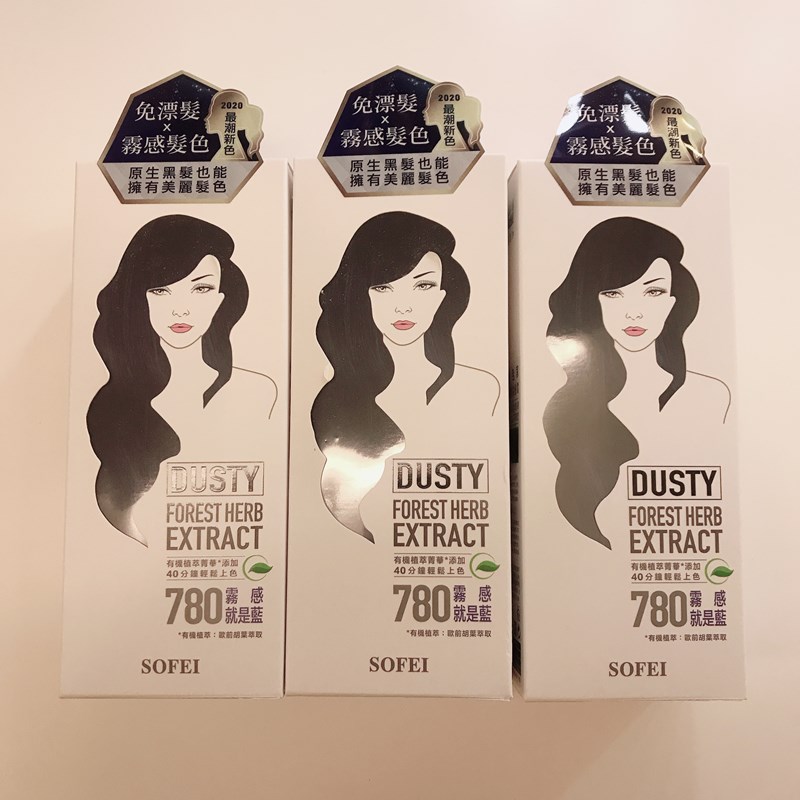 免漂髮
x
霧感髮色
2020
最潮新色
原生黑髮也能
擁有美麗髮色
DUSTY
FOREST HERB
EXTRACT
有機植萃菁華*添加
40分鐘輕鬆上色
780 霧感
就是藍
*有機植萃：歐前胡葉萃取
SOFEI
免漂髮
x
霧感髮色
2020
最潮新色
原生黑髮也能
擁有美麗髮色
DUSTY
FOREST HERB
EXTRACT
有機植萃菁華*添加
40分鐘輕鬆上色
780 霧感
就是藍
*有機植萃：歐前胡葉萃取
SOFEI
免漂髮
x
霧感髮色
2020
最潮新色
原生黑髮也能
擁有美麗髮色
DUSTY
FOREST HERB
EXTRACT
有機植萃菁華*添加
40分鐘輕鬆上色
780 霧感
就是藍
*有機植萃：歐前胡葉萃取
SOFEI